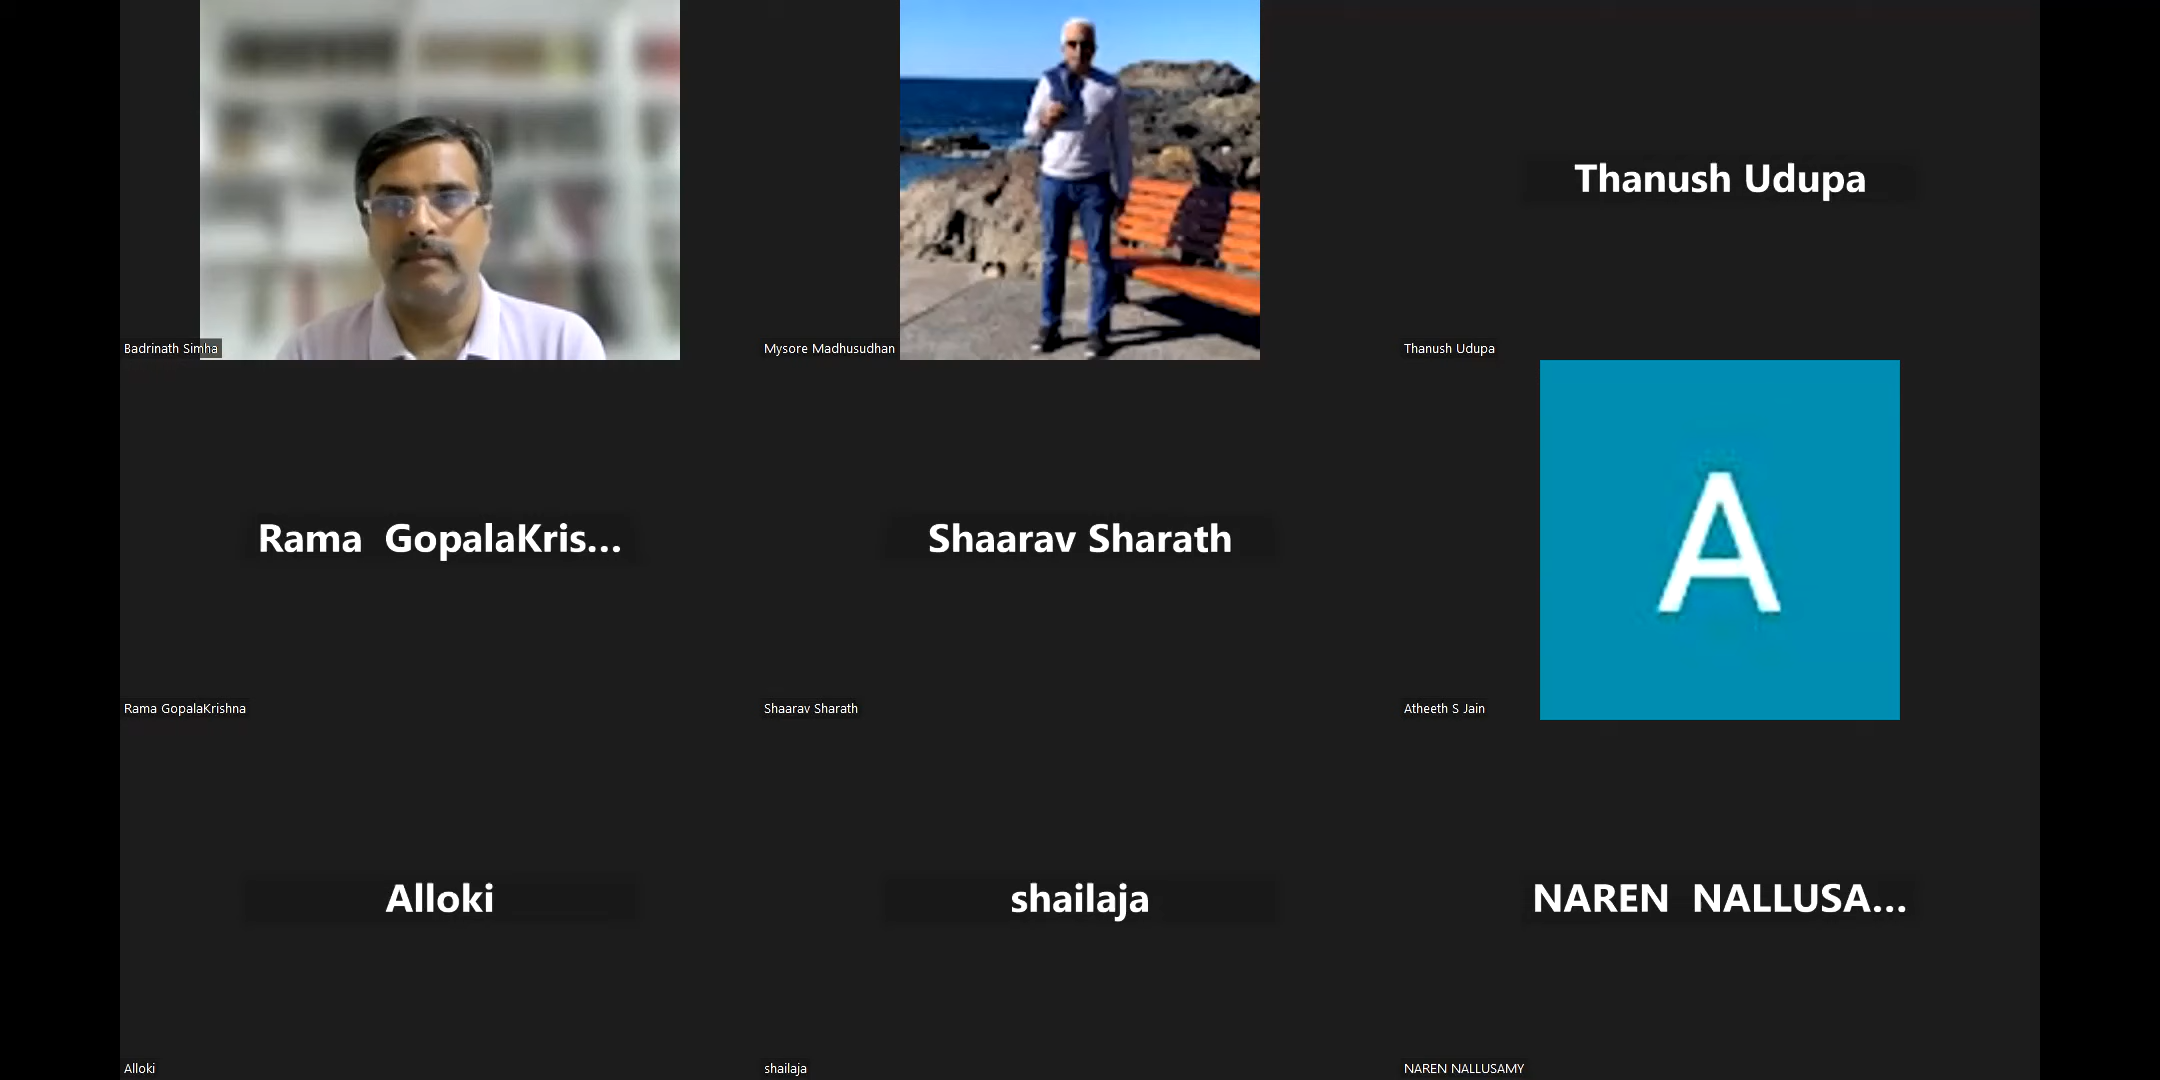 Badrinath Simha
Mysore Madhusudhan
Thanush Udupa
Thanush Udupa
Rama GopalaKris...
Rama GopalaKrishna
Shaarav Sharath
Shaarav Sharath
A
Atheeth S Jain
Alloki
Alloki
shailaja
shailaja
NAREN NALLUSA...
NAREN NALLUSAMY